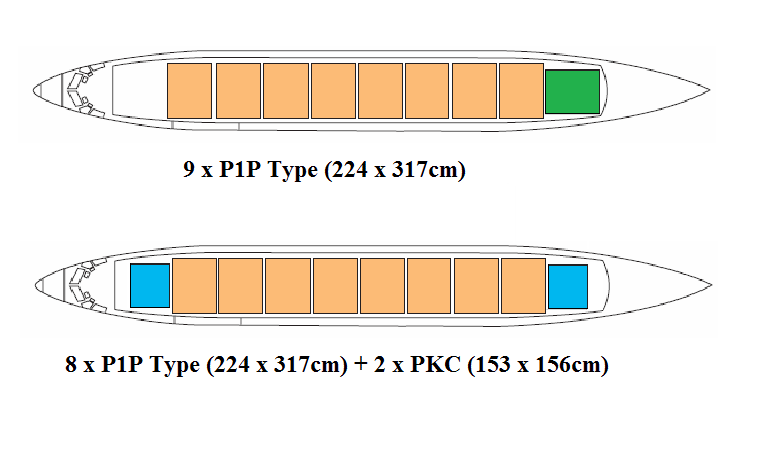 9 x P1P Type (224 x 317cm)
8 x P1P Type (224 x 317cm) + 2 x PKC (153 x 156cm)